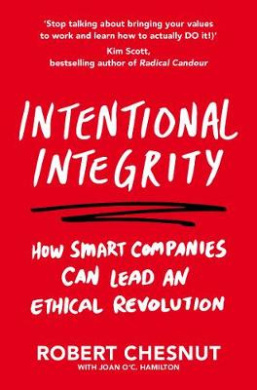 'Stop talking about bringing your values
to work and learn how to actually DO it!)'
Kim Scott,
bestselling author of Radical Candour
INTENTIONAL
INTEGRITY
HOW SMART COMPANIES
CAN LEAD AN
ETHICAL REVOLUTION
ROBERT CHESNUT
WITH JOAN O'C. HAMILTON